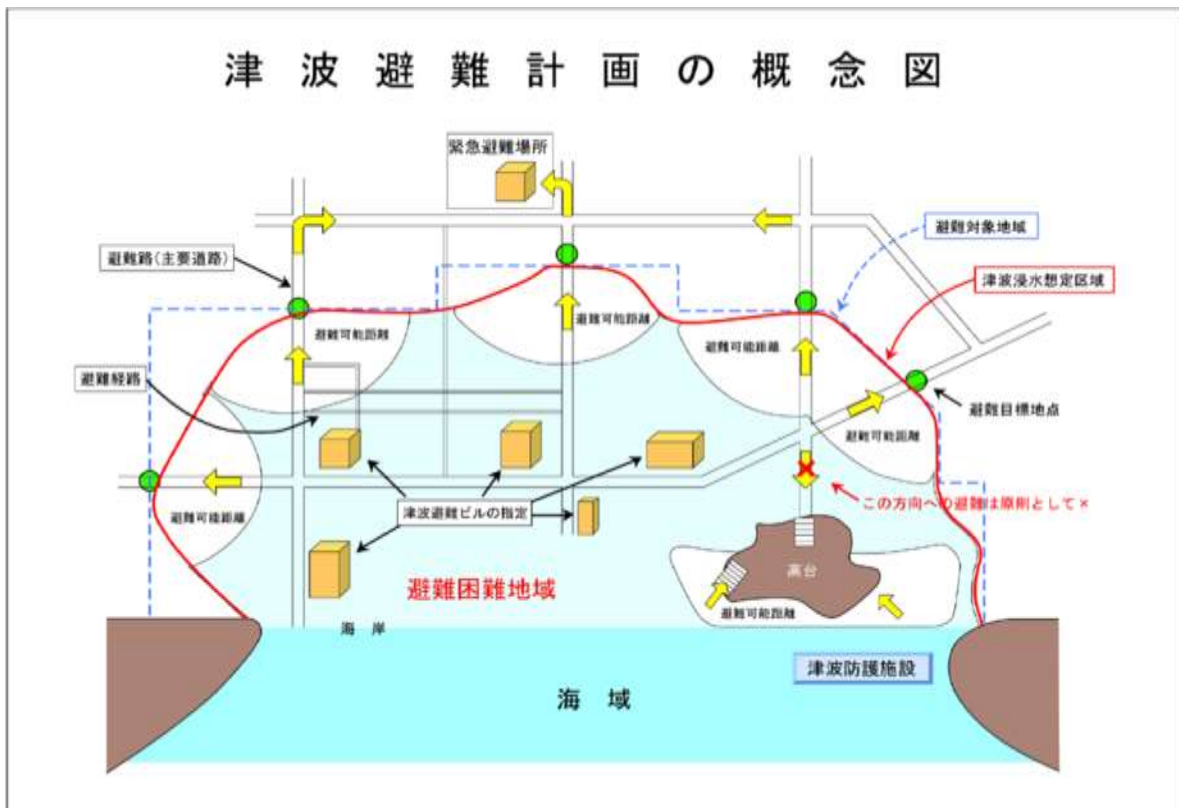 津波避難計画の概念図
緊急避難場所
避難路(主要道路)
避難対象地域
津波浸水想定区域
避難可能距離
避難可能距離
避難可能距離
避難経路
避難目標地点
避難可能距離
この方向への避難は原則として×
避難可能距離
津波避難ビルの指定
高台
避難困難地域
避難可能距離
海岸
津波防護施設
海域